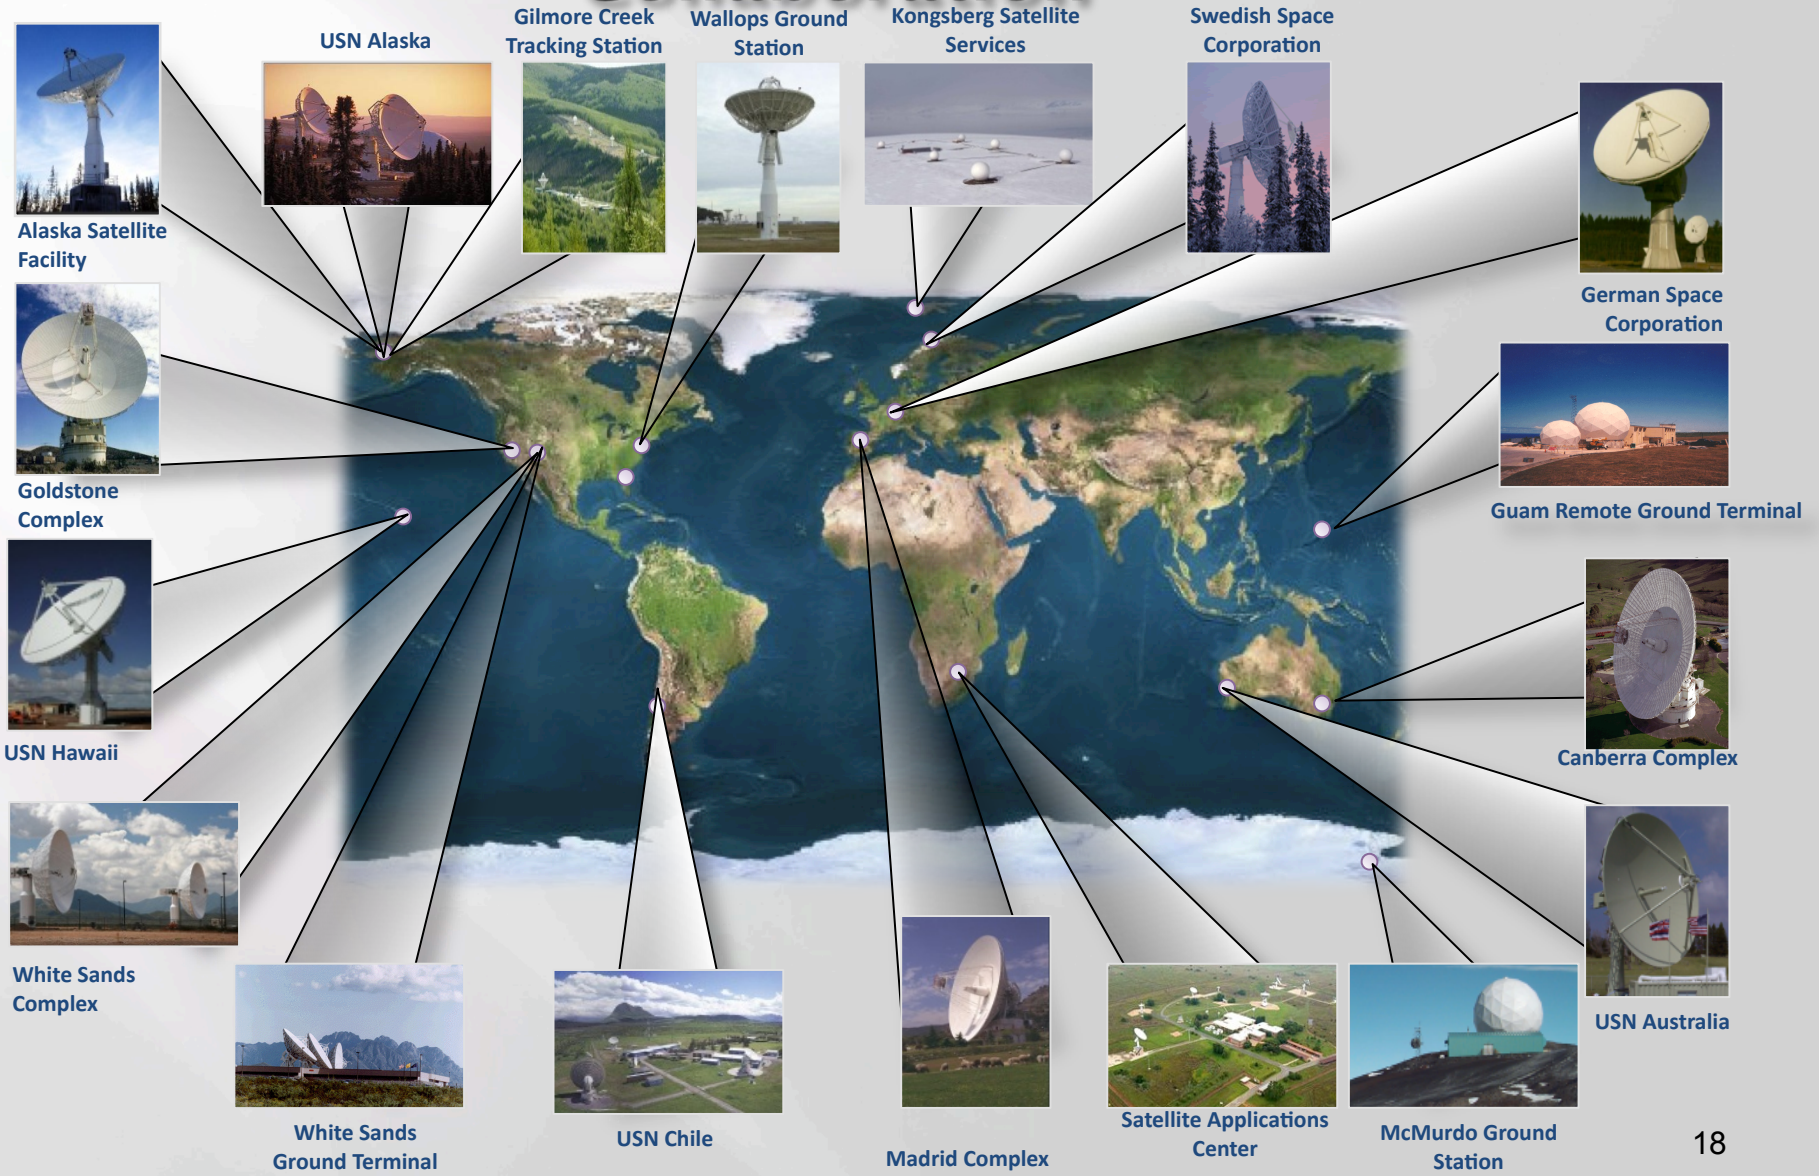 Gilmore Creek
Tracking Station
Wallops Ground
Station
Kongsberg Satellite
Services
Swedish Space
Corporation
USN Alaska
Alaska Satellite
Facility
German Space
Corporation
Goldstone
Complex
Guam Remote Ground Terminal
USN Hawaii
Canberra Complex
White Sands
Complex
USN Australia
White Sands
Ground Terminal
USN Chile
Madrid Complex
Satellite Applications
Center
McMurdo Ground
Station
18